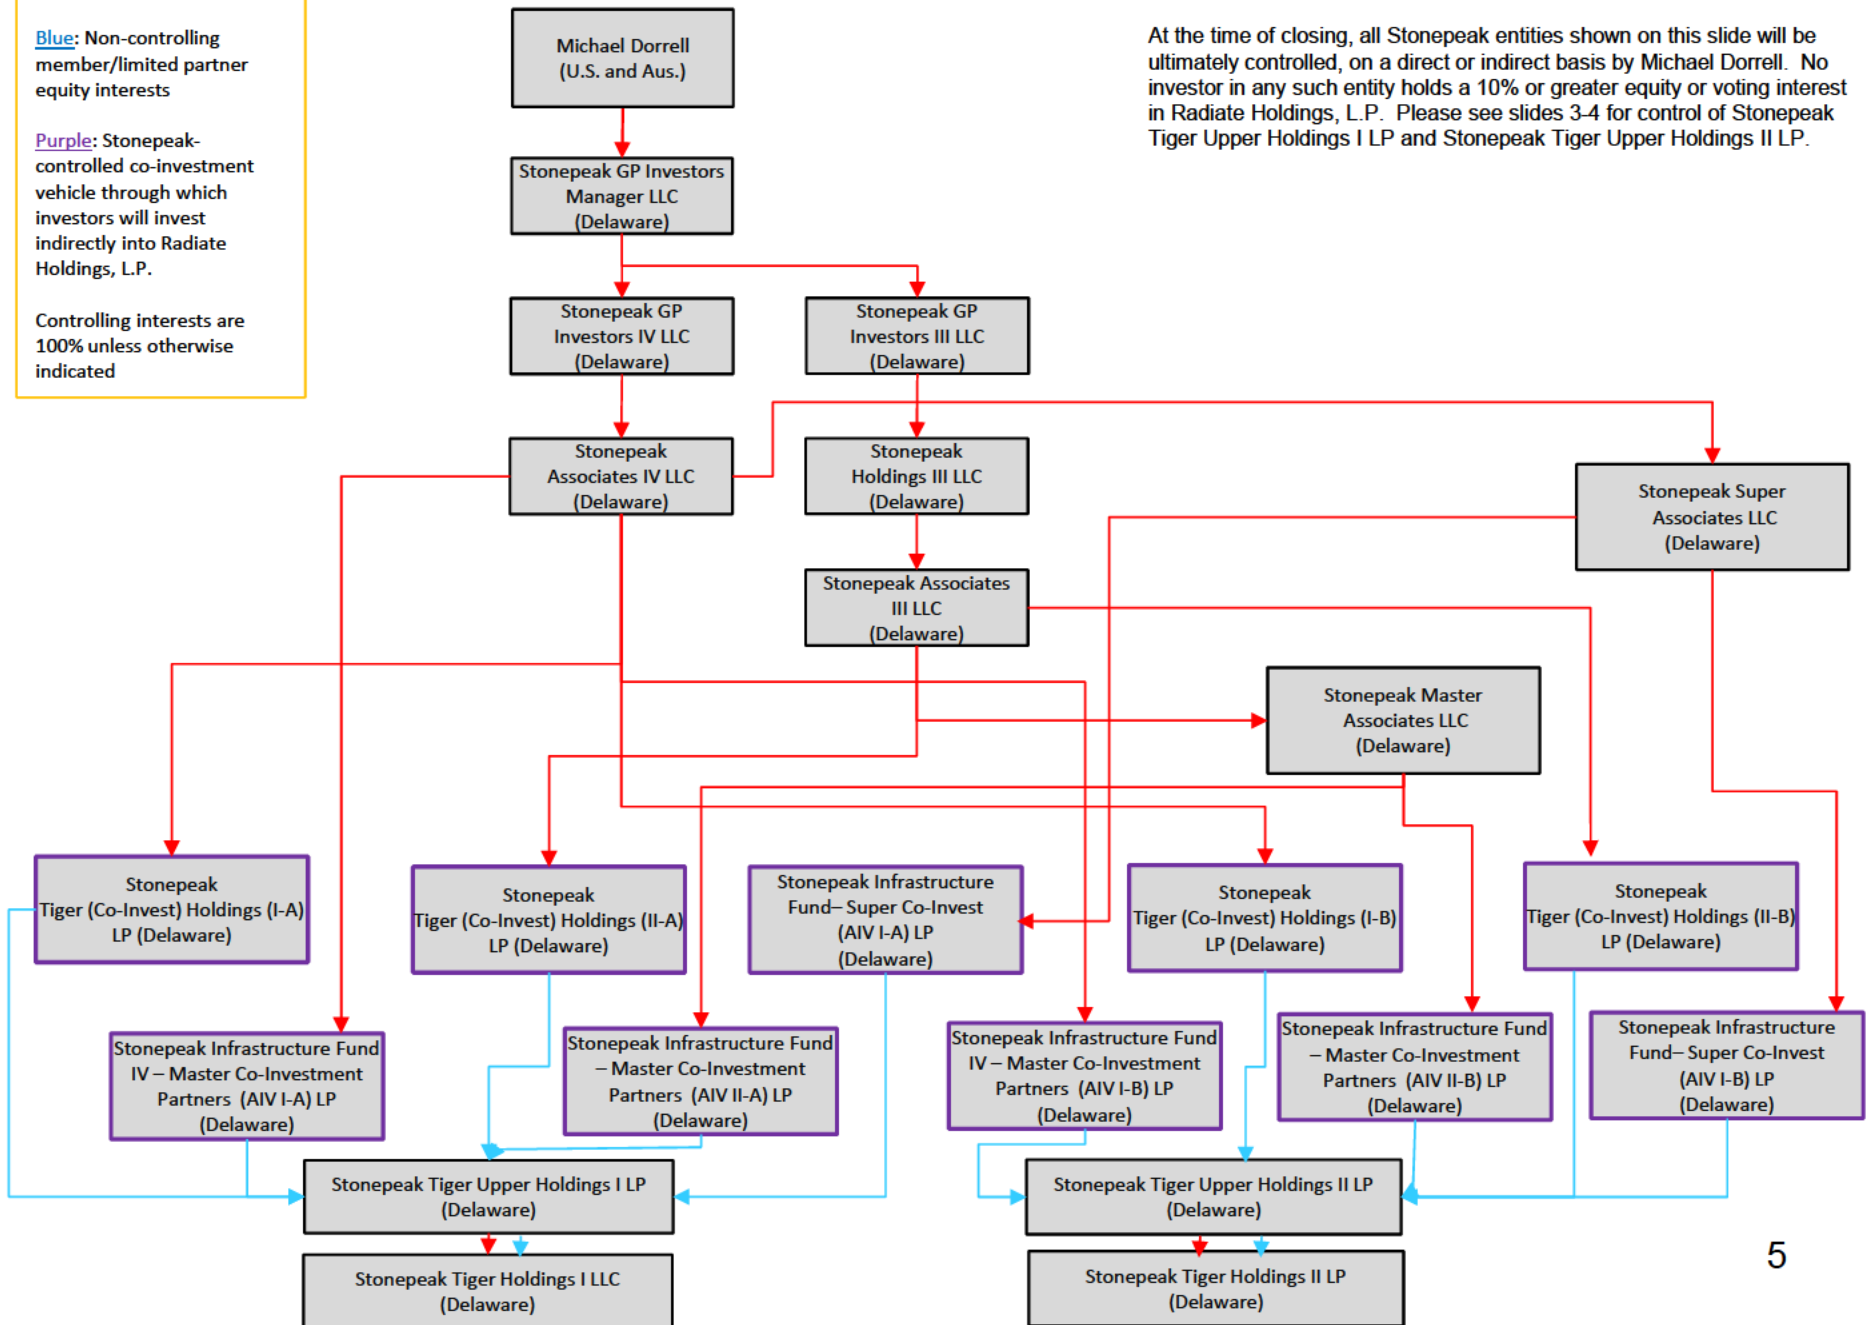 Blue: Non-controlling
member/limited partner
equity interests
Purple: Stonepeak-
controlled co-investment
vehicle through which
investors will invest
indirectly into Radiate
Holdings, L.P.
Controlling interests are
100% unless otherwise
indicated
Michael Dorrell
(U.S. and Aus.)
At the time of closing, all Stonepeak entities shown on this slide will be
ultimately controlled, on a direct or indirect basis by Michael Dorrell.  No
investor in any such entity holds a 10% or greater equity or voting interest
in Radiate Holdings, L.P.  Please see slides 3-4 for control of Stonepeak
Tiger Upper Holdings I LP and Stonepeak Tiger Upper Holdings II LP.
Stonepeak GP Investors
Manager LLC
(Delaware)
Stonepeak GP
Investors IV LLC
(Delaware)
Stonepeak GP
Investors III LLC
(Delaware)
Stonepeak
Associates IV LLC
(Delaware)
Stonepeak
Holdings III LLC
(Delaware)
Stonepeak Super
Associates LLC
(Delaware)
Stonepeak Associates
III LLC
(Delaware)
Stonepeak Master
Associates LLC
(Delaware)
Stonepeak
Tiger (Co-Invest) Holdings (I-A)
LP (Delaware)
Stonepeak
Tiger (Co-Invest) Holdings (II-A)
LP (Delaware)
Stonepeak Infrastructure
Fund– Super Co-Invest
(AIV I-A) LP
(Delaware)
Stonepeak
Tiger (Co-Invest) Holdings (I-B)
LP (Delaware)
Stonepeak
Tiger (Co-Invest) Holdings (II-B)
LP (Delaware)
Stonepeak Infrastructure Fund
IV – Master Co-Investment
Partners  (AIV I-A) LP
(Delaware)
Stonepeak Infrastructure Fund
– Master Co-Investment
Partners  (AIV II-A) LP
(Delaware)
Stonepeak Infrastructure Fund
IV – Master Co-Investment
Partners  (AIV I-B) LP
(Delaware)
Stonepeak Infrastructure Fund
– Master Co-Investment
Partners  (AIV II-B) LP
(Delaware)
Stonepeak Infrastructure
Fund– Super Co-Invest
(AIV I-B) LP
(Delaware)
Stonepeak Tiger Upper Holdings I LP
(Delaware)
Stonepeak Tiger Upper Holdings II LP
(Delaware)
Stonepeak Tiger Holdings I LLC
(Delaware)
Stonepeak Tiger Holdings II LP
(Delaware)
5